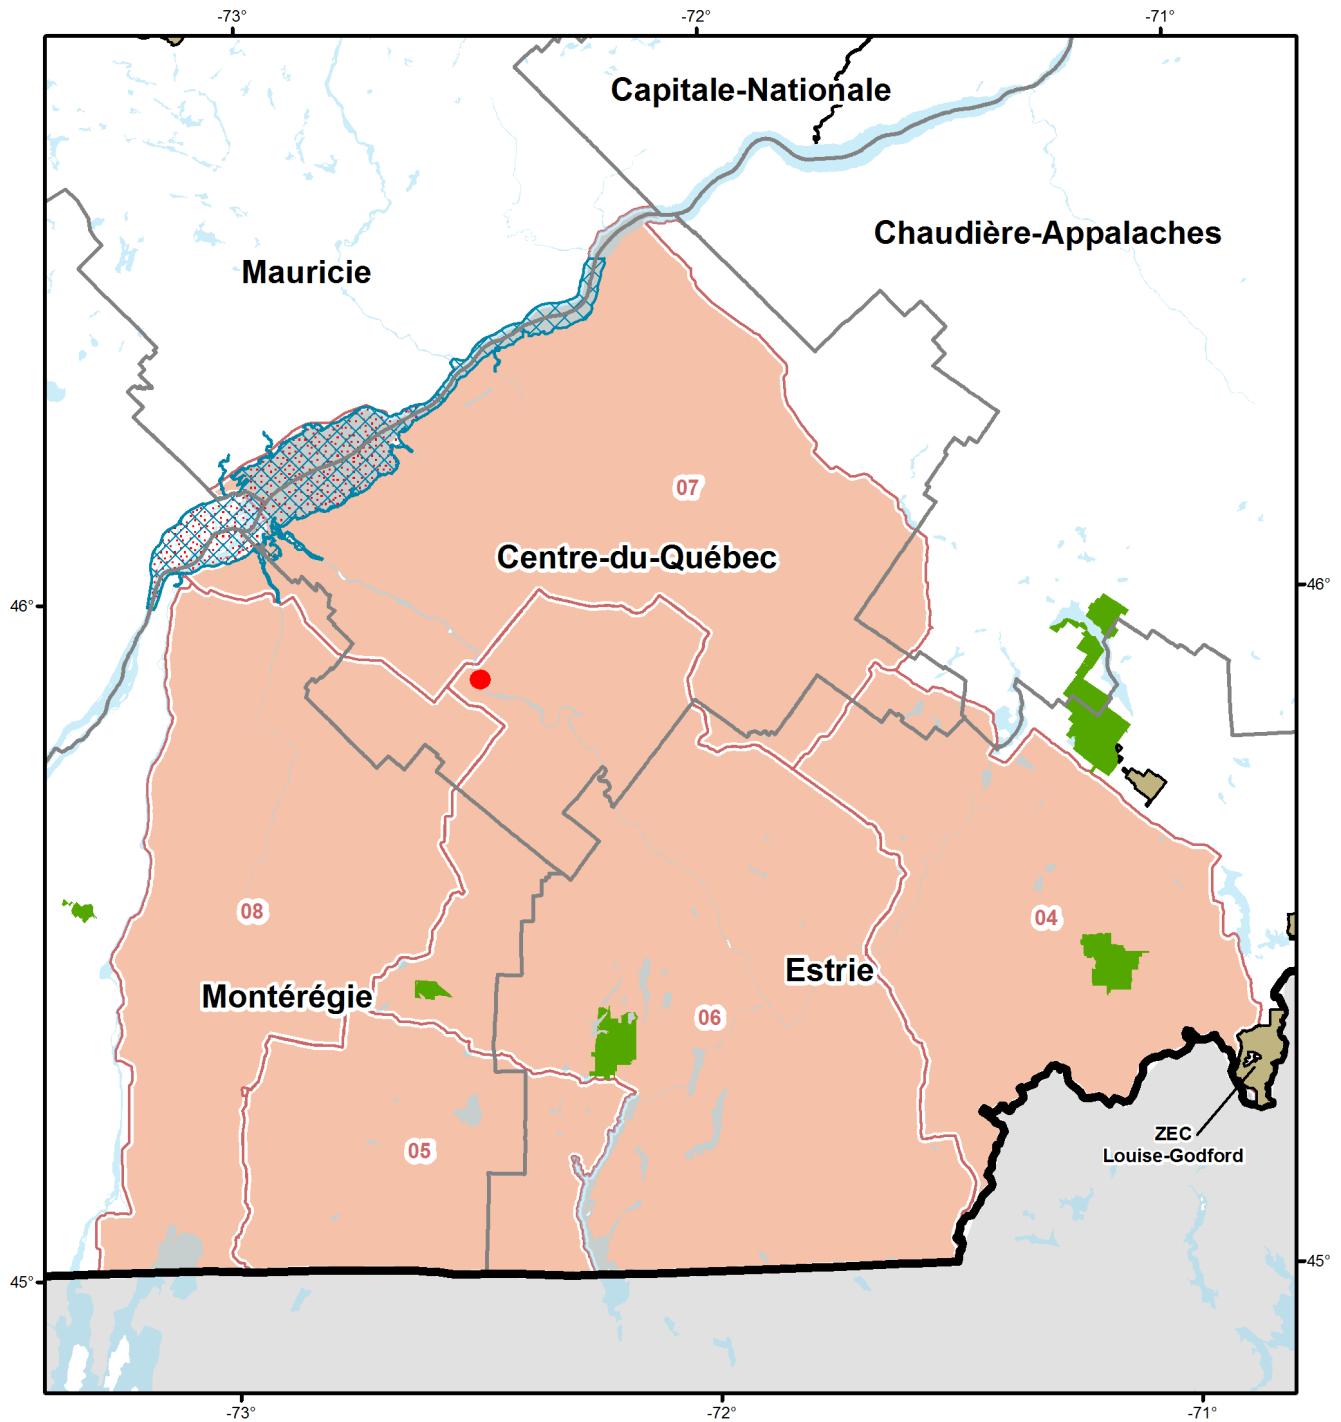 -73°
-72°
-71°
Capitale-Nationale
Chaudière-Appalaches
Mauricie
07
Centre-du-Québec
46°
46°
08
04
Estrie
Montérégie
06
ZEC
Louise-Godford
05
45°
45°
-73°
-72°
-71°